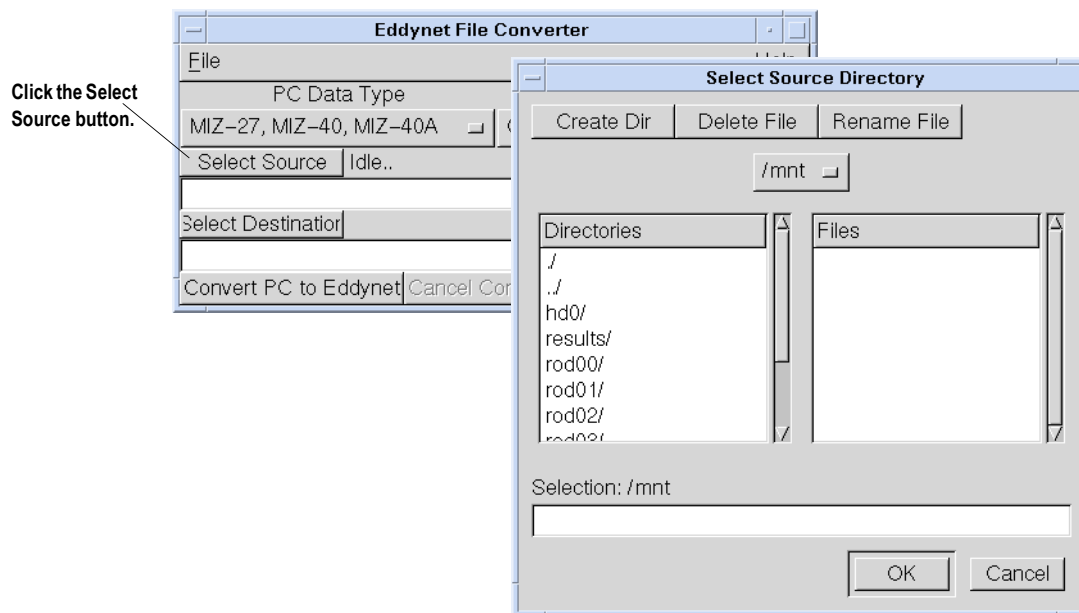 Eddynet File Converter
File
Click the Select
Source button.
PC Data Type
MIZ-27, MIZ-40, MIZ-40A
Select Source
Idle..
Select Destination
Convert PC to Eddynet
Cancel
Select Source Directory
Create Dir
Delete File
Rename File
/mnt
Directories
Files
./
../
hd0/
results/
rod00/
rod01/
rod02/
Selection: /mnt
OK
Cancel